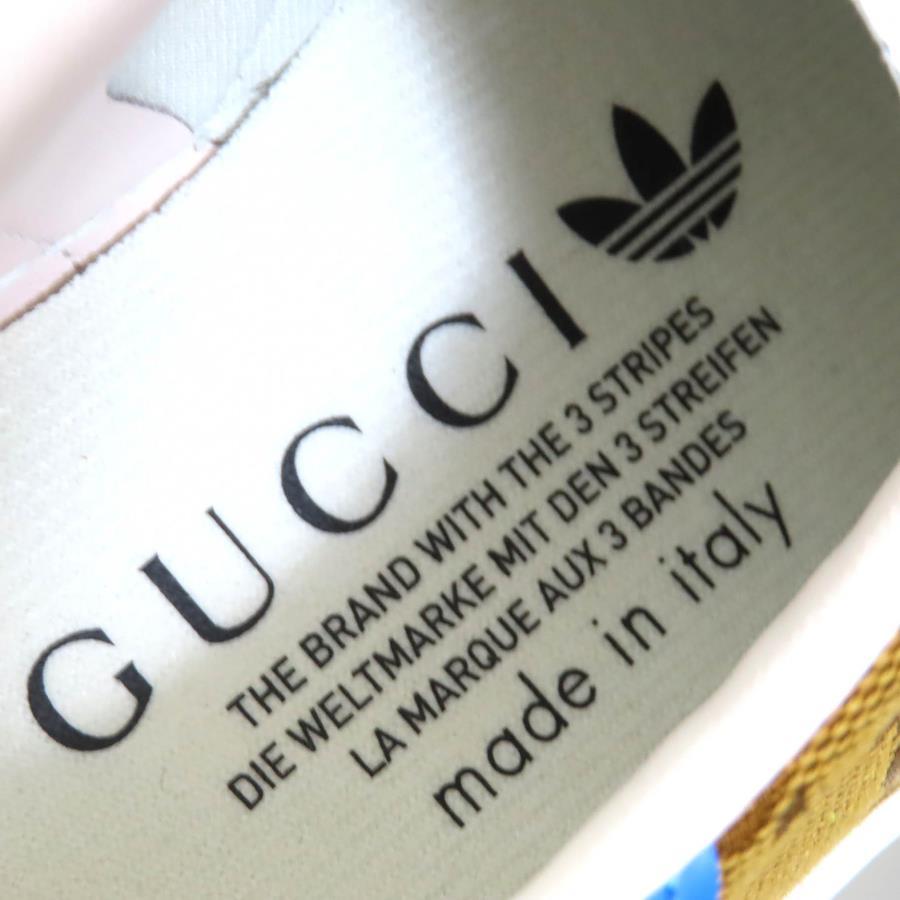 GUCCI
THE BRAND WITH THE 3 STRIPES
DIE WELTMARKE MIT DEN 3 STREIFEN
LA MARQUE AUX 3 BANDES
made in italy